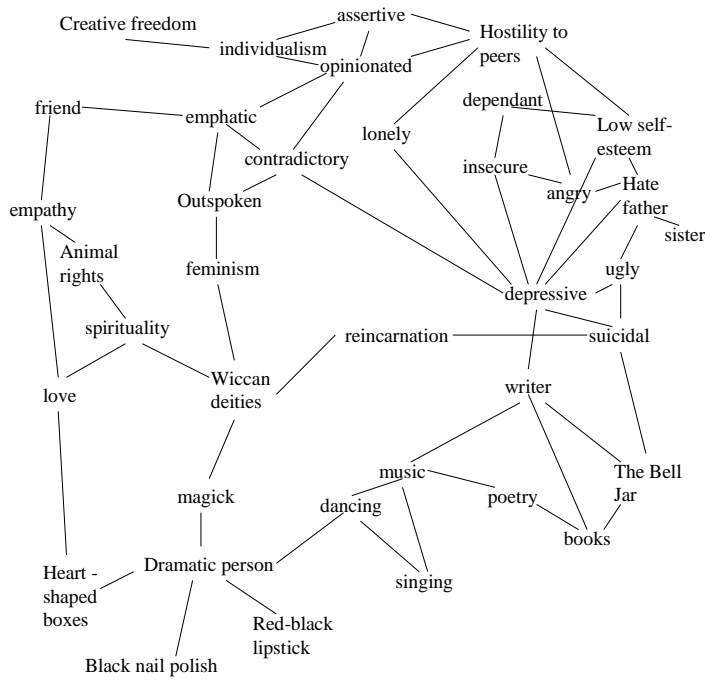 assertive
Creative freedom
Hostility to
peers
individualism
opinionated
dependant
friend
emphatic
lonely
Low self-
esteem
contradictory
insecure
angry
Hate
father
empathy
Outspoken
sister
Animal
rights
feminism
ugly
depressive
spirituality
reincarnation
suicidal
love
Wiccan
deities
writer
music
The Bell
Jar
magick
dancing
poetry
books
Heart -
shaped
boxes
Dramatic person
singing
Red-black
lipstick
Black nail polish